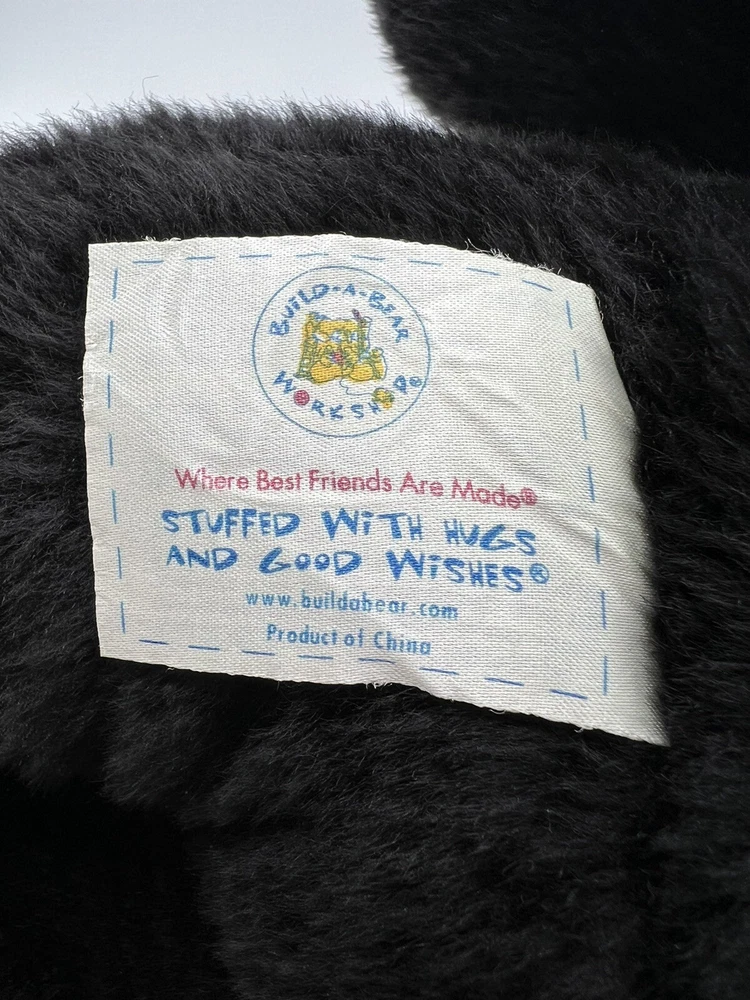 BUiLD-A-BEAR
WORKSHOP®
Where Best Friends Are Made®
STUFFED WiTH HUGS
AND GOOD WiSHES®
www.buildabear.com
Product of China